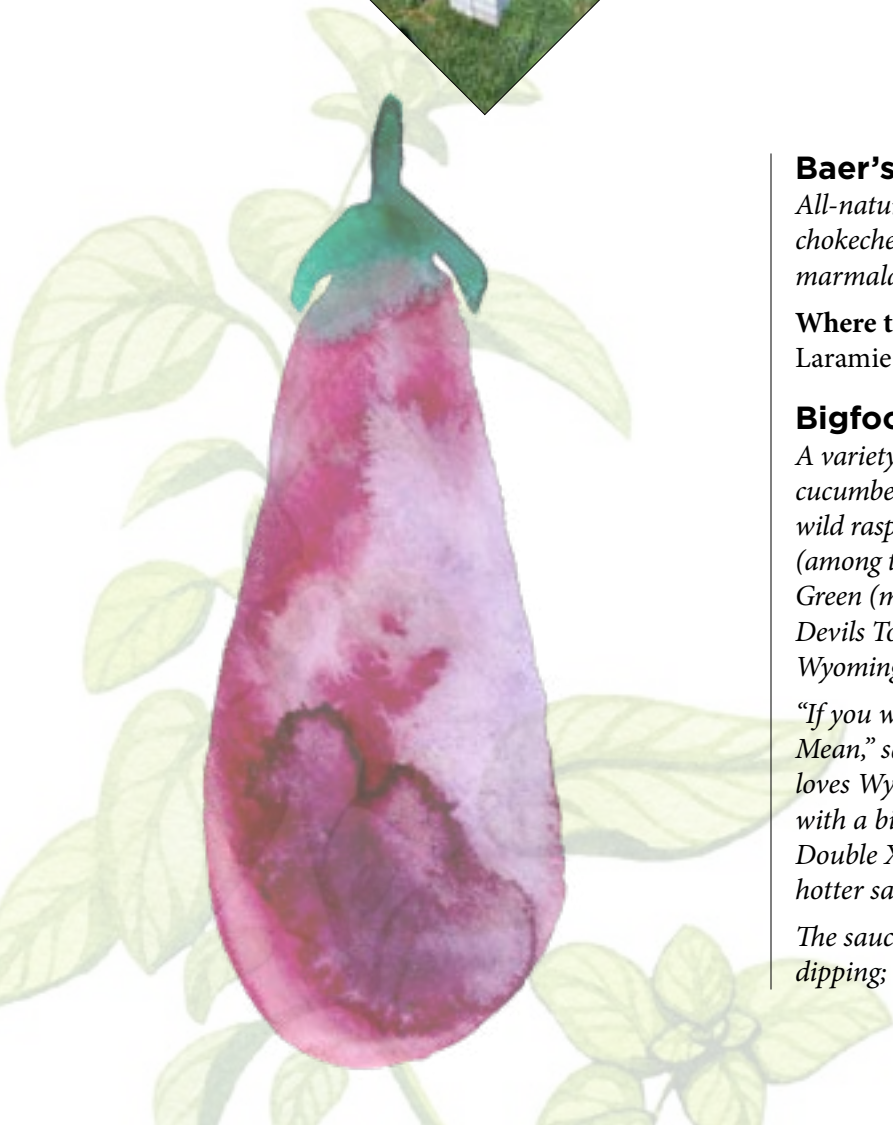 Baer's
All-natu
chokeche
marmala
Where t
Laramie
Bigfoo
A variety
cucumbe
wild rasp
(among t
Green (m
Devils To
Wyoming
“If you w
Mean,” s
loves Wy
with a bi
Double X
hotter sa
The sauc
dipping;